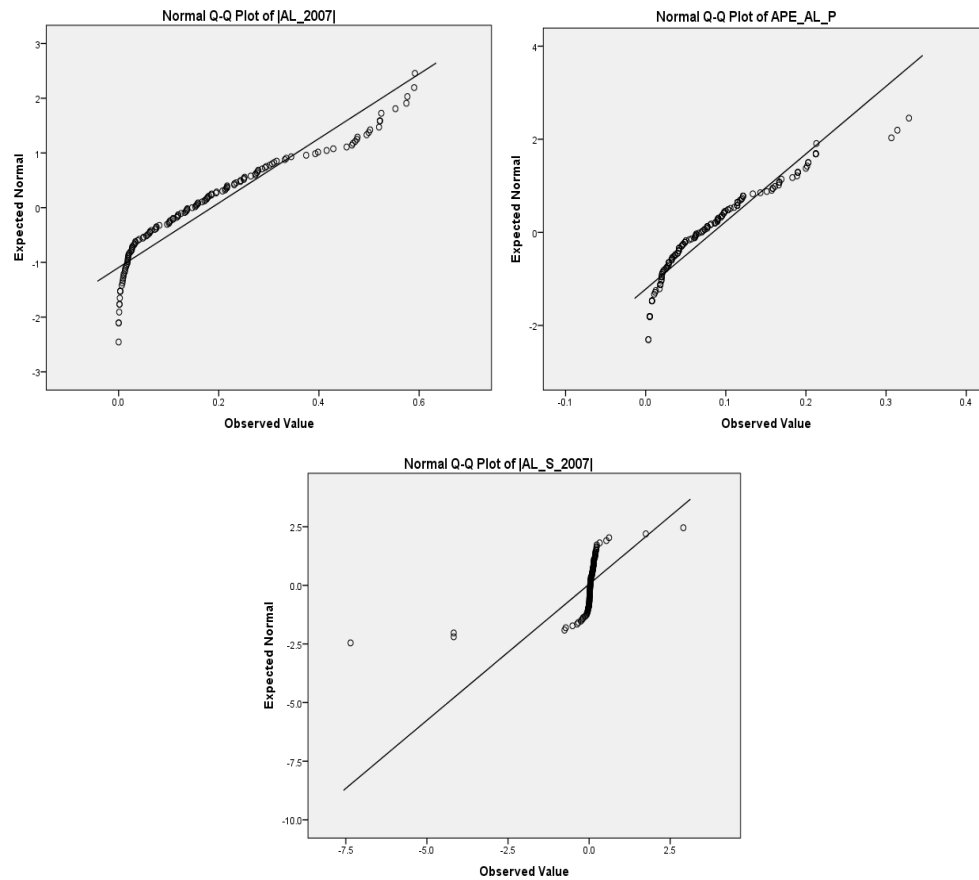 Normal Q-Q Plot of |AL_2007|
Expected Normal
3
2
1
0
-1
-2
-3
0.0 0.2 0.4 0.6
Observed Value
Normal Q-Q Plot of APE_AL_P
Expected Normal
4
2
0
-2
-0.1 0.0 0.1 0.2 0.3 0.4
Observed Value
Normal Q-Q Plot of |AL_S_2007|
Expected Normal
2.5
0.0
-2.5
-5.0
-7.5
-10.0
-7.5 -5.0 -2.5 0.0 2.5
Observed Value